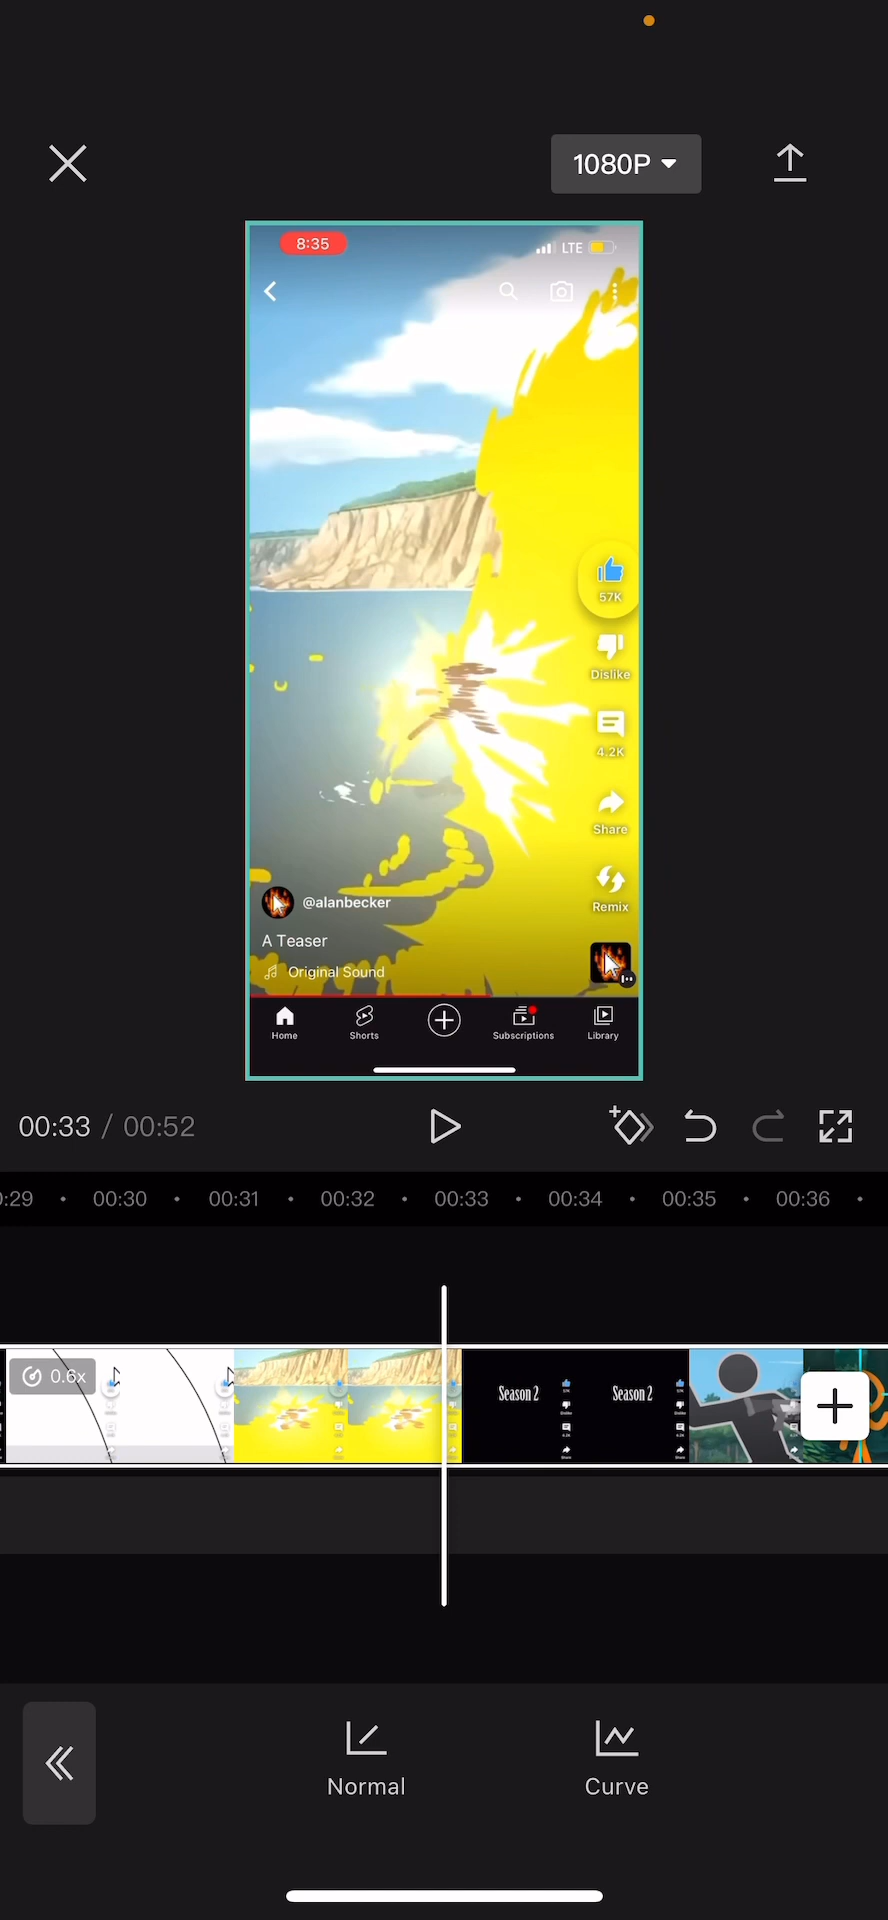 1080P
8:35
LTE
57K
Dislike
4.2K
Share
Remix
@alanbecker
A Teaser
Original Sound
Home
Shorts
Subscriptions
Library
00:33 / 00:52
0:29
00:30
00:31
00:32
00:33
00:34
00:35
00:36
0.6x
Season 2
Season 2
Normal
Curve